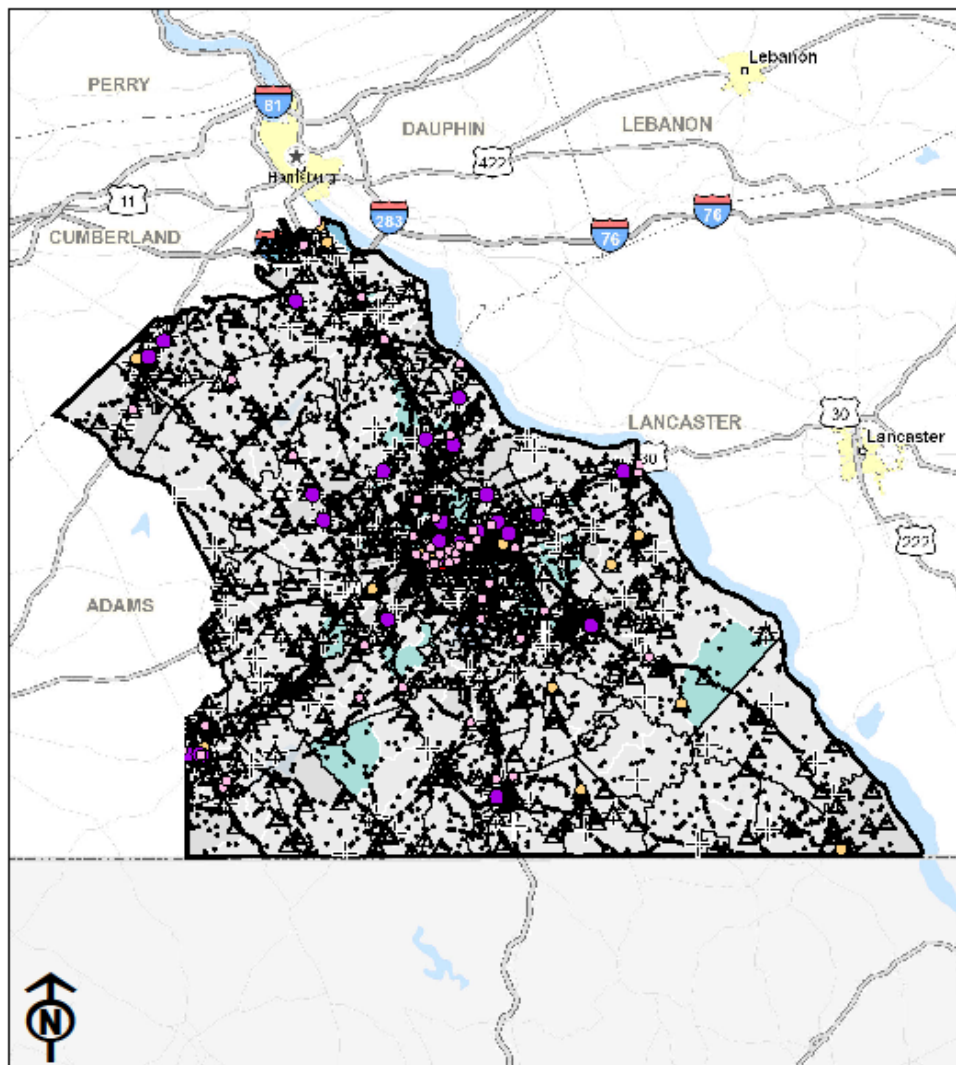 Lebanon
PERRY
81
DAUPHIN
LEBANON
422
Harrisburg
11
283
76
76
CUMBERLAND
LANCASTER
30
30
Lancaster
222
ADAMS
N